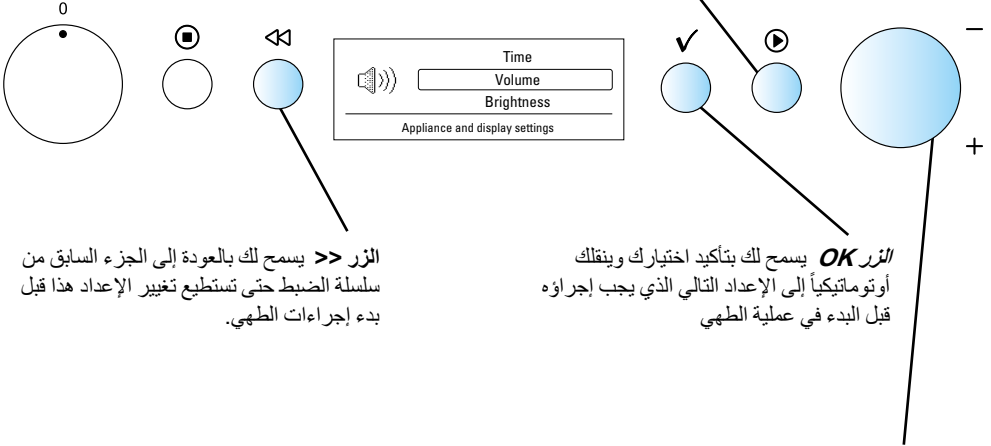 0
Time
Volume
Brightness
Appliance and display settings
−
+
الزر OK يسمح لك بتأكيد اختيارك وينقلك
أوتوماتيكياً إلى الإعداد التالي الذي يجب إجراؤه
قبل البدء في عملية الطهي
الزر << يسمح لك بالعودة إلى الجزء السابق من
سلسلة الضبط حتى تستطيع تغيير الإعداد هذا قبل
بدء إجراءات الطهي.